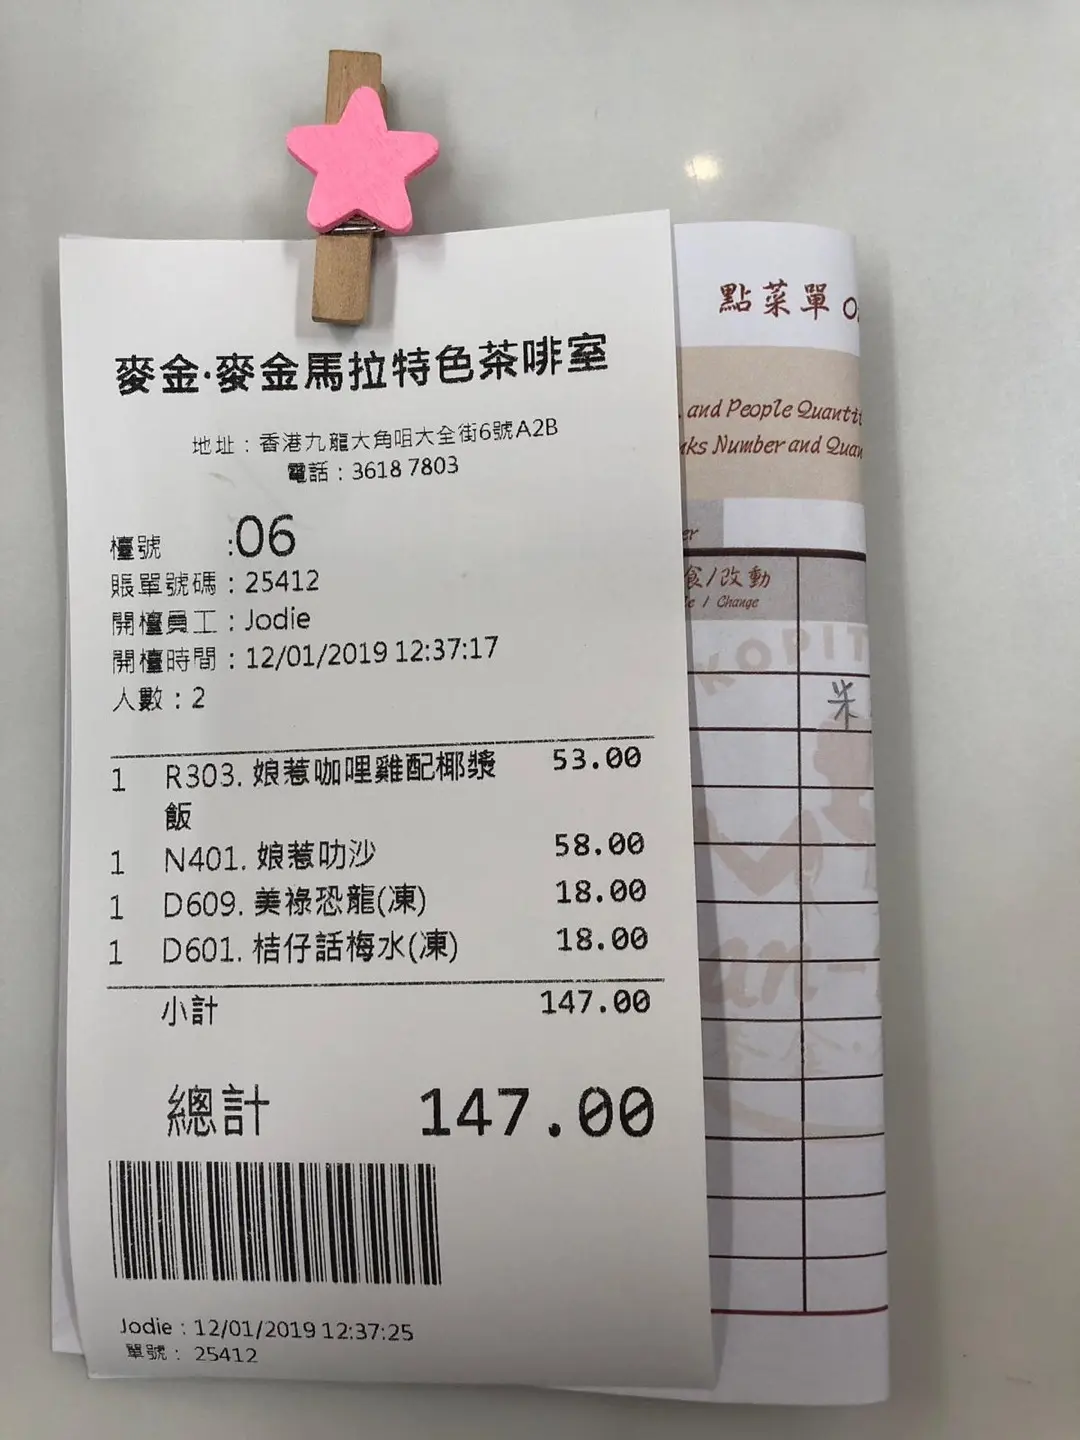 麥金·麥金馬拉特色茶啡室
地址：香港九龍大角咀大全街6號A2B
電話：3618 7803
檯號 :06
賬單號碼：25412
開檯員工：Jodie
開檯時間：12/01/2019 12:37:17
人數：2
1 R303. 娘惹咖哩雞配椰漿飯 53.00
1 N401. 娘惹叻沙 58.00
1 D609. 美祿恐龍(凍) 18.00
1 D601. 桔仔話梅水(凍) 18.00
小計 147.00
總計 147.00
Jodie：12/01/2019 12:37:25
單號： 25412
點菜單
and People
Number and
食/改動
/ Change
KOPIT